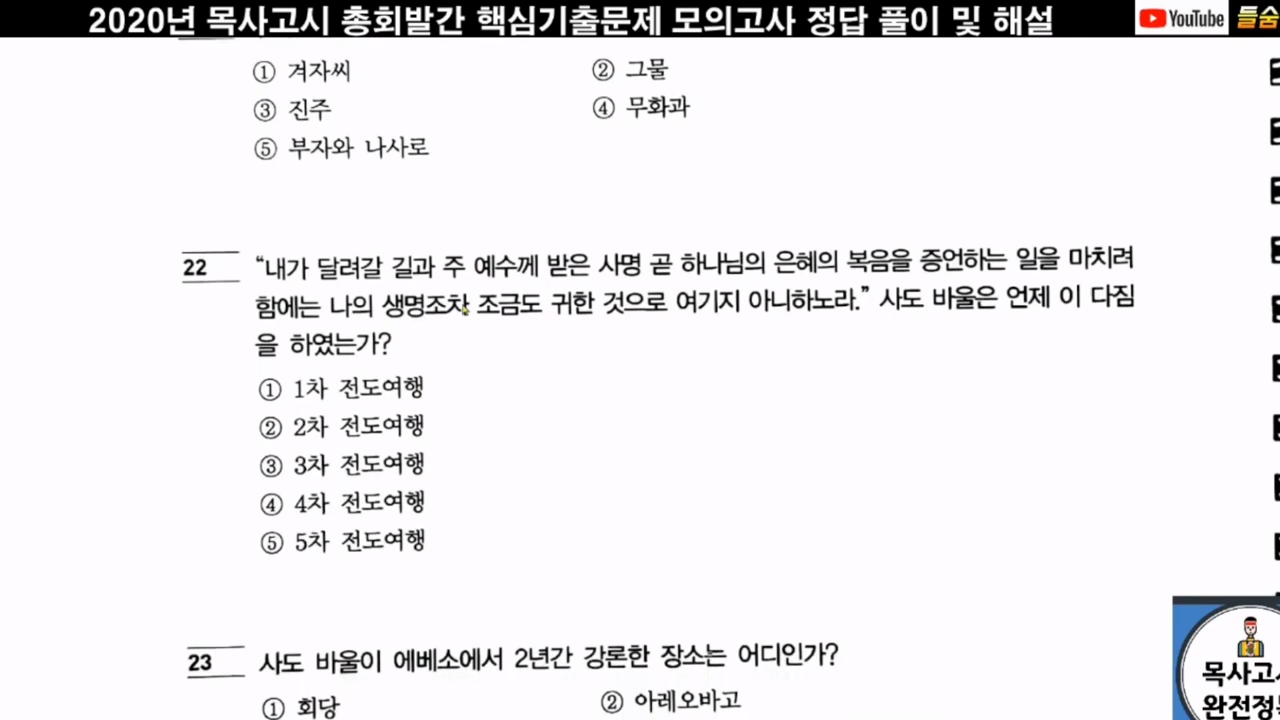 2020년 목사고시 총회발간 핵심기출문제 모의고사 정답 풀이 및 해설
YouTube 들숨
① 겨자씨 ② 그물
③ 진주 ④ 무화과
⑤ 부자와 나사로
22 “내가 달려갈 길과 주 예수께 받은 사명 곧 하나님의 은혜의 복음을 증언하는 일을 마치려
함에는 나의 생명조차 조금도 귀한 것으로 여기지 아니하노라.” 사도 바울은 언제 이 다짐
을 하였는가?
① 1차 전도여행
② 2차 전도여행
③ 3차 전도여행
④ 4차 전도여행
⑤ 5차 전도여행
23 사도 바울이 에베소에서 2년간 강론한 장소는 어디인가?
① 회당 ② 아레오바고
목사고시